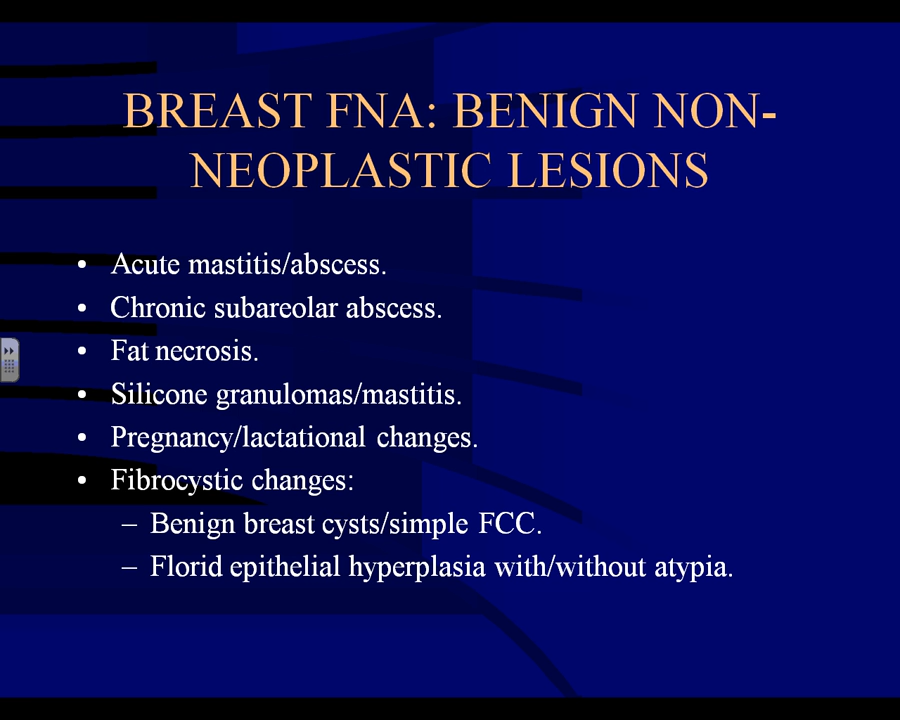 BREAST FNA: BENIGN NON-
NEOPLASTIC LESIONS
• Acute mastitis/abscess.
• Chronic subareolar abscess.
• Fat necrosis.
• Silicone granulomas/mastitis.
• Pregnancy/lactational changes.
• Fibrocystic changes:
– Benign breast cysts/simple FCC.
– Florid epithelial hyperplasia with/without atypia.